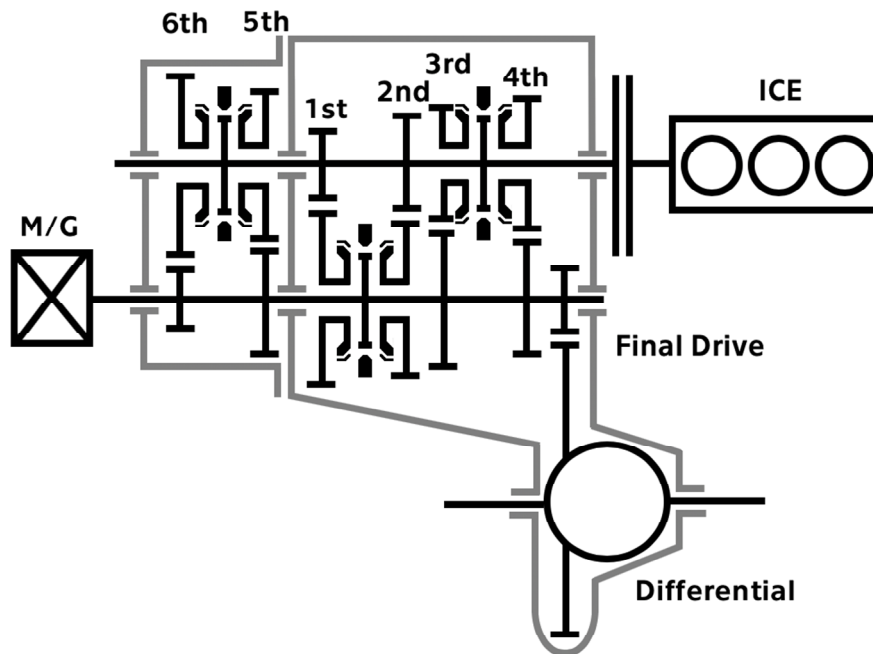 6th
5th
1st
2nd
3rd
4th
ICE
M/G
Final Drive
Differential